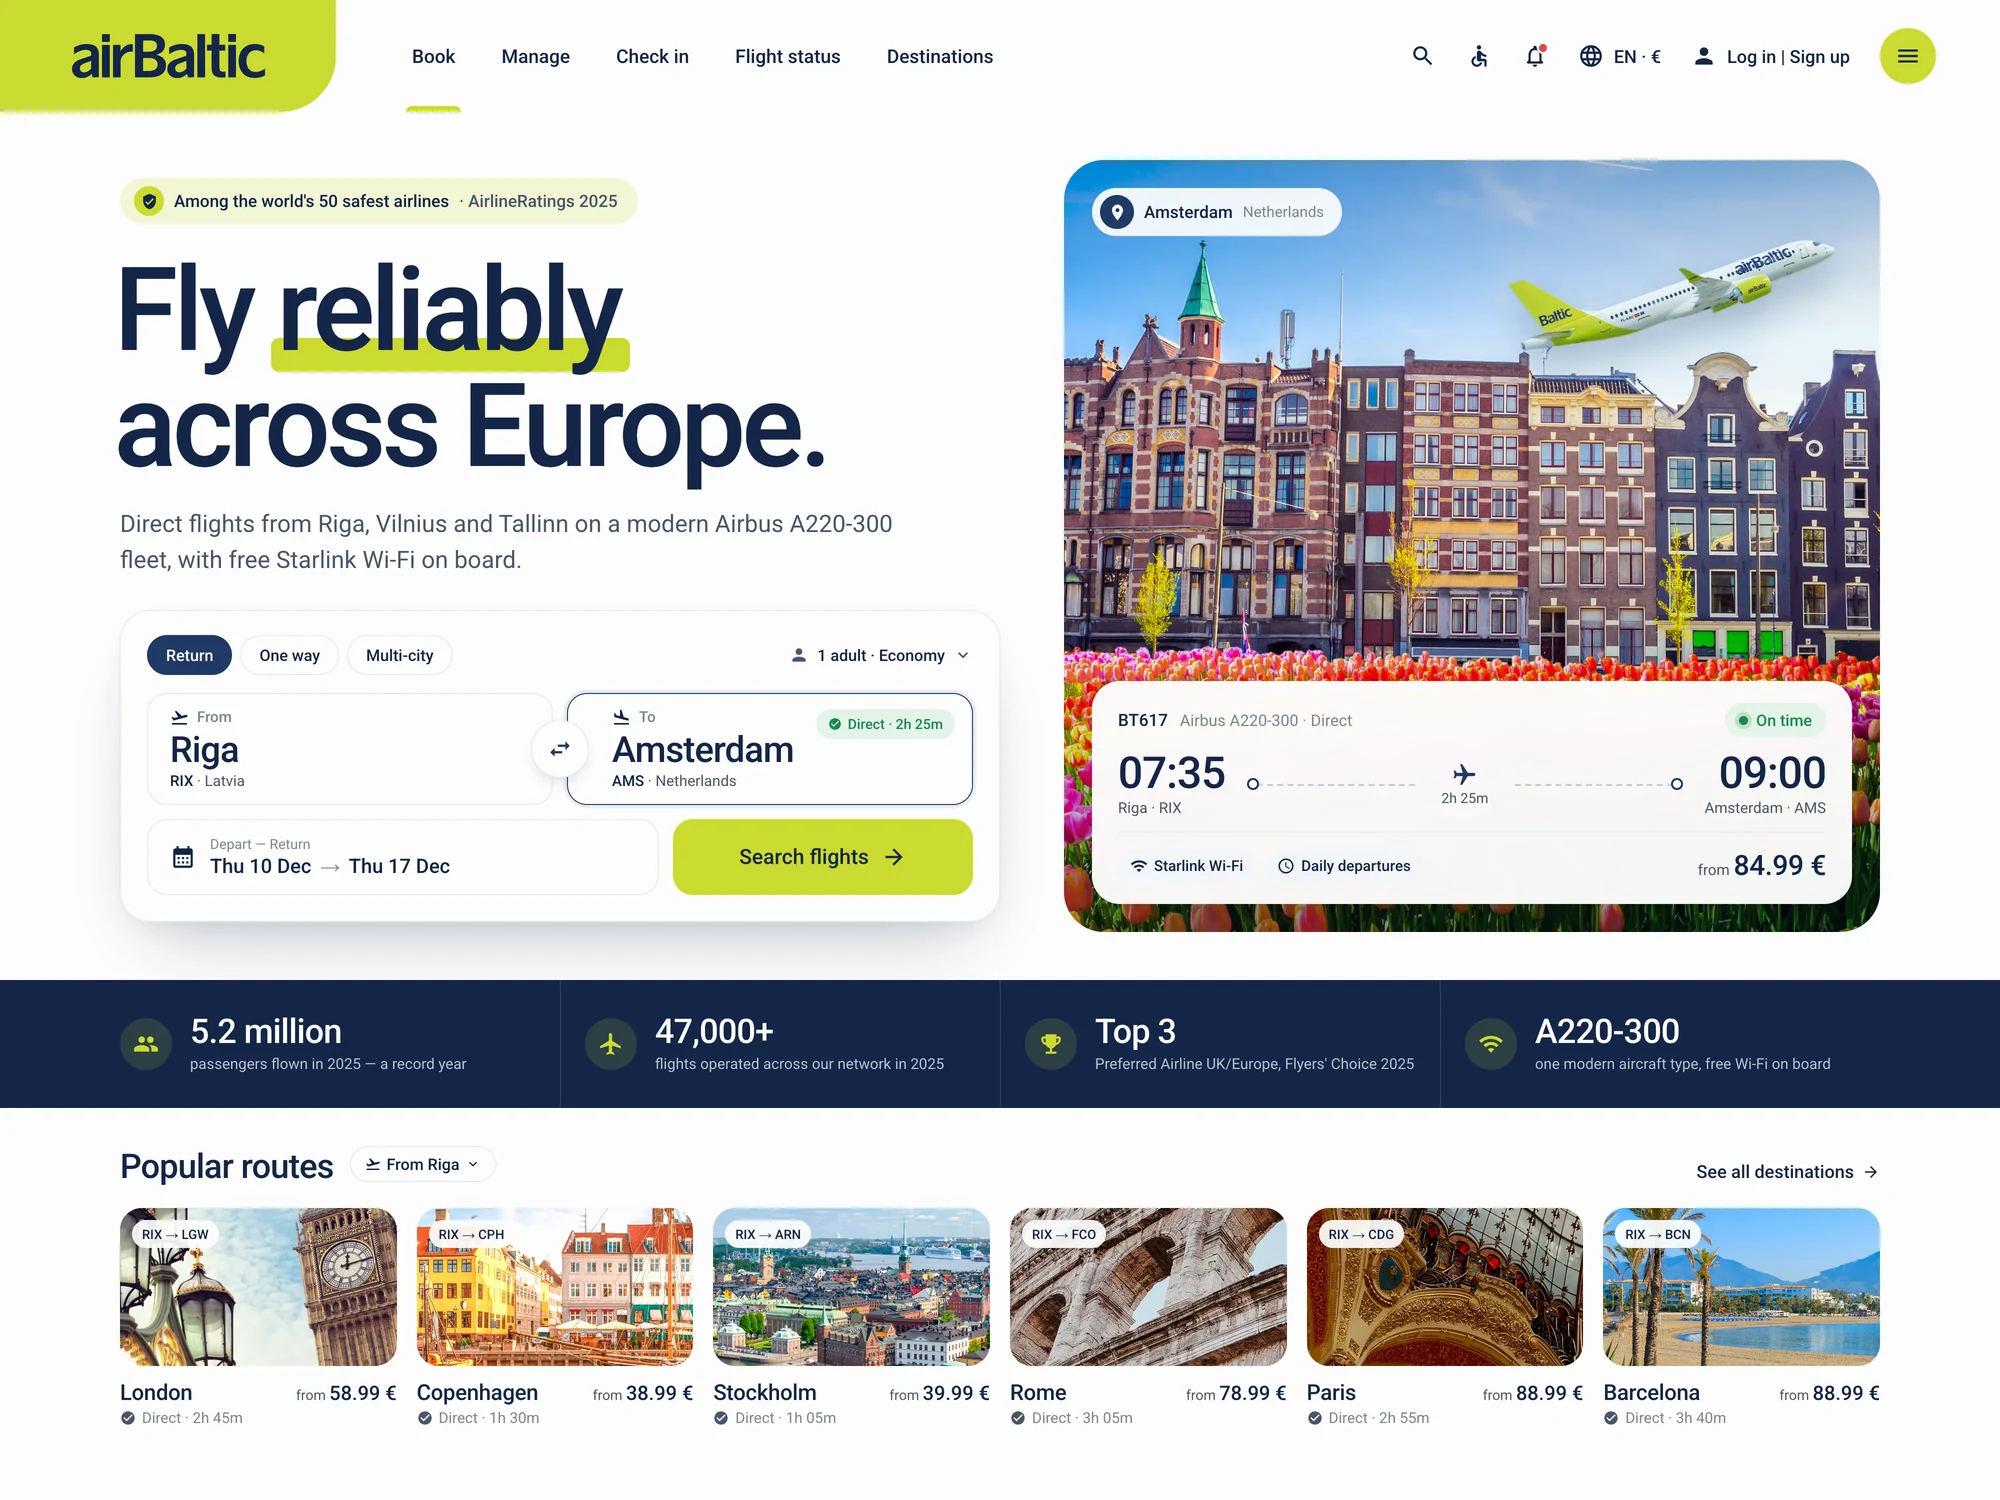 airBaltic
Book
Manage
Check in
Flight status
Destinations
EN · €
Log in | Sign up
Among the world's 50 safest airlines · AirlineRatings 2025
Fly reliably
across Europe.
Direct flights from Riga, Vilnius and Tallinn on a modern Airbus A220-300
fleet, with free Starlink Wi-Fi on board.
Return
One way
Multi-city
1 adult · Economy
From
Riga
RIX · Latvia
To
Amsterdam
AMS · Netherlands
Direct · 2h 25m
Depart — Return
Thu 10 Dec → Thu 17 Dec
Search flights →
Amsterdam Netherlands
airBaltic
Baltic
airBaltic
BT617 Airbus A220-300 · Direct
On time
07:35
Riga · RIX
2h 25m
09:00
Amsterdam · AMS
Starlink Wi-Fi
Daily departures
from 84.99 €
5.2 million
passengers flown in 2025 — a record year
47,000+
flights operated across our network in 2025
Top 3
Preferred Airline UK/Europe, Flyers' Choice 2025
A220-300
one modern aircraft type, free Wi-Fi on board
Popular routes
From Riga
See all destinations →
RIX → LGW
London
from 58.99 €
Direct · 2h 45m
RIX → CPH
Copenhagen
from 38.99 €
Direct · 1h 30m
RIX → ARN
Stockholm
from 39.99 €
Direct · 1h 05m
RIX → FCO
Rome
from 78.99 €
Direct · 3h 05m
RIX → CDG
Paris
from 88.99 €
Direct · 2h 55m
RIX → BCN
Barcelona
from 88.99 €
Direct · 3h 40m